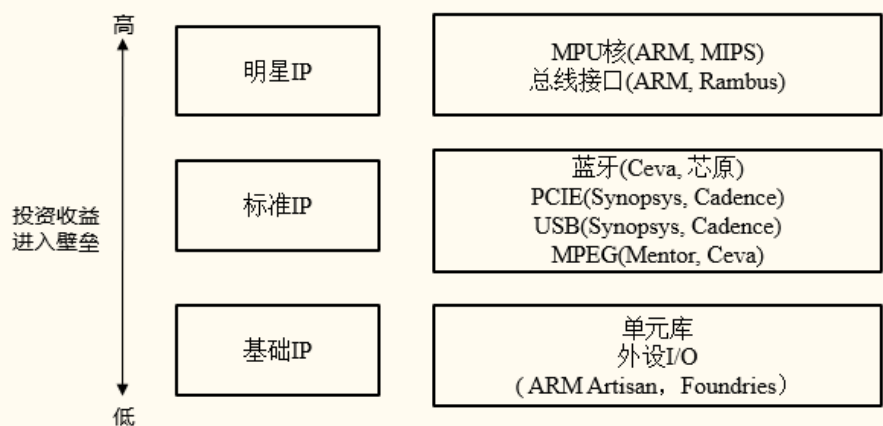 高
明星IP
MPU核(ARM, MIPS)
总线接口(ARM, Rambus)
投资收益
进入壁垒
标准IP
蓝牙(Ceva, 芯原)
PCIE(Synopsys, Cadence)
USB(Synopsys, Cadence)
MPEG(Mentor, Ceva)
基础IP
单元库
外设I/O
( ARM Artisan，Foundries）
低